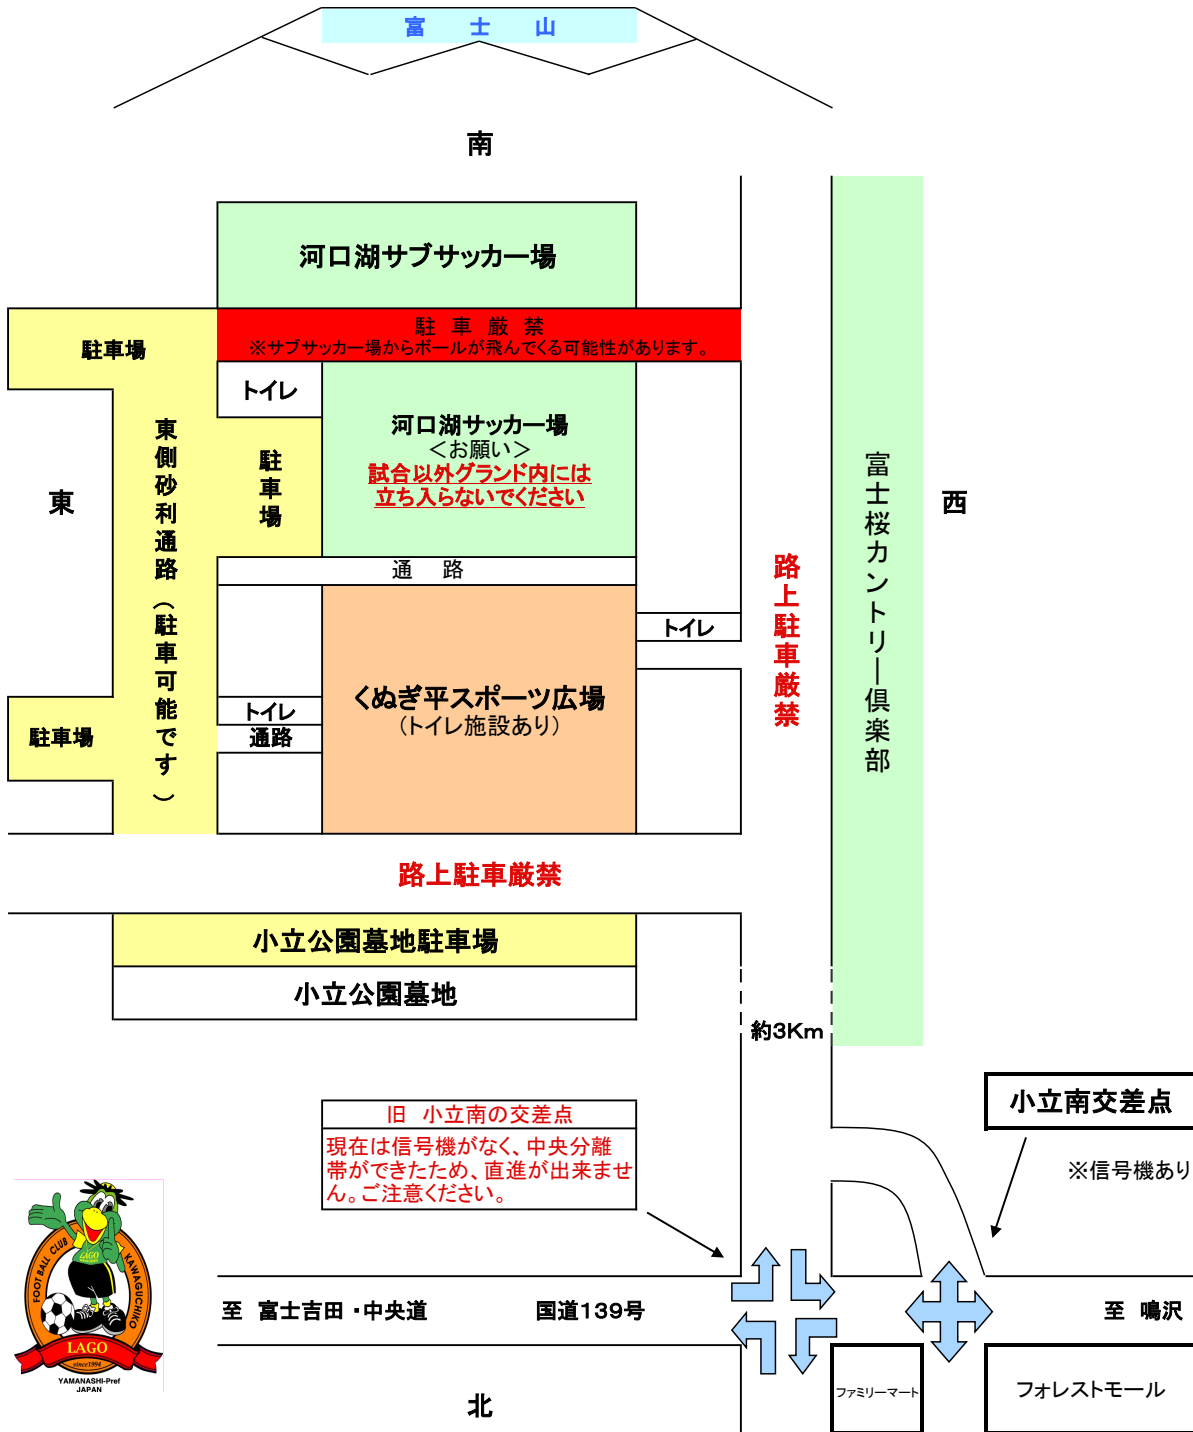 富　士　山
南
河口湖サブサッカー場
駐　車　厳　禁
※サブサッカー場からボールが飛んでくる可能性があります。
駐車場
トイレ
河口湖サッカー場
＜お願い＞
試合以外グランド内には
立ち入らないでください
駐車場
東側砂利通路（駐車可能です）
東
西
富士桜カントリー倶楽部
路上駐車厳禁
通　路
トイレ
くぬぎ平スポーツ広場
（トイレ施設あり）
トイレ
通路
駐車場
路上駐車厳禁
小立公園墓地駐車場
小立公園墓地
約3Km
小立南交差点
※信号機あり
旧　小立南の交差点
現在は信号機がなく、中央分離
帯ができたため、直進が出来ませ
ん。ご注意ください。
至　富士吉田・中央道
国道139号
至　鳴沢
ファミリーマート
フォレストモール
北
LAGO
FOOTBALL CLUB
KAWAGUCHIKO
LAGO
since1994
YAMANASHI-Pref
JAPAN